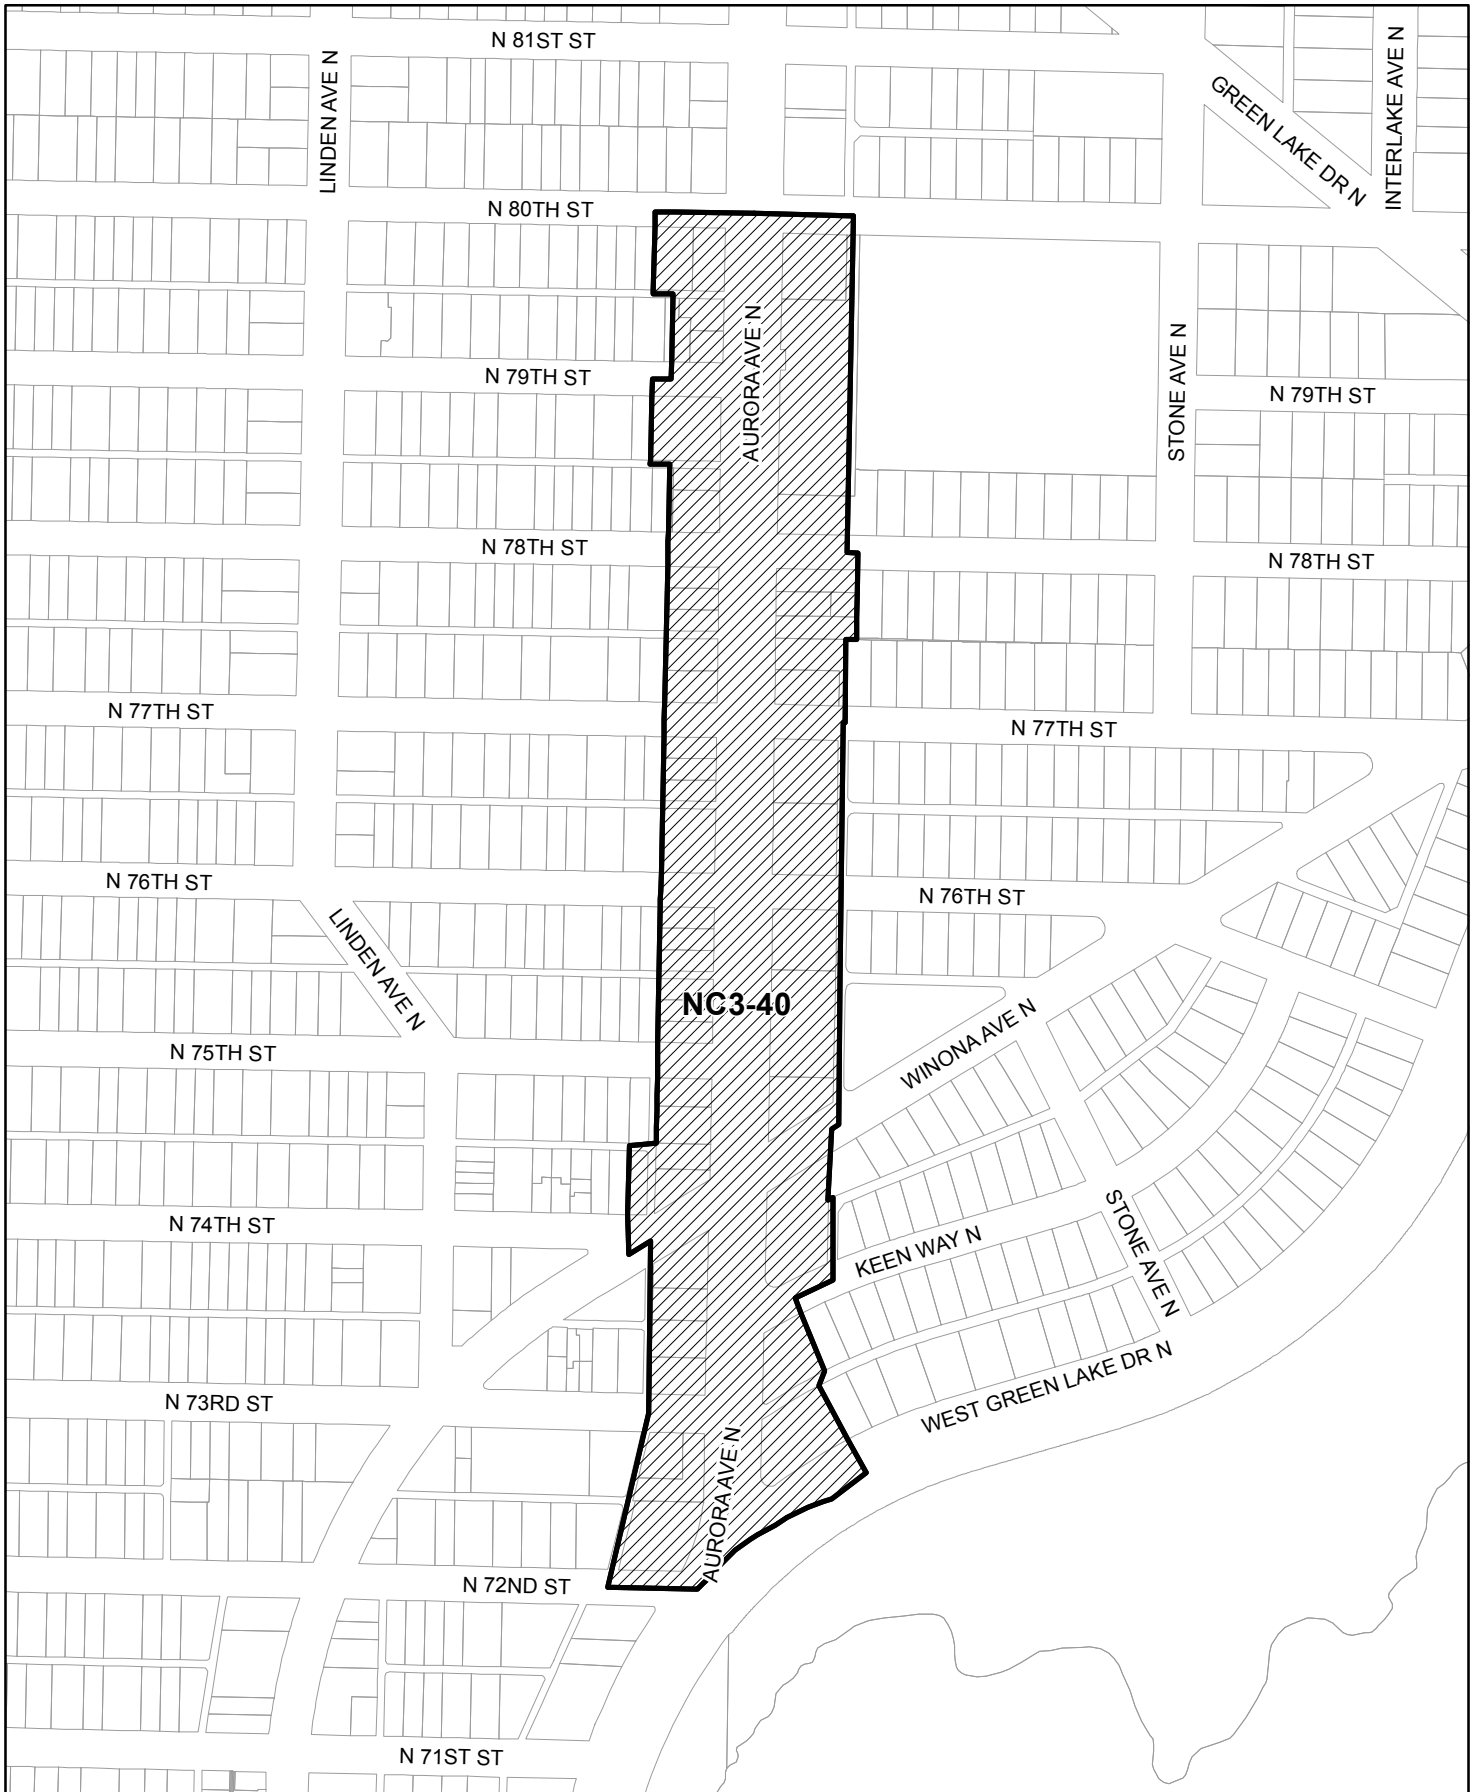 N 81ST ST
LINDEN AVE N
GREEN LAKE DR N
INTERLAKE AVE N
N 80TH ST
AURORA AVE N
STONE AVE N
N 79TH ST
N 79TH ST
N 78TH ST
N 78TH ST
N 77TH ST
N 77TH ST
N 76TH ST
N 76TH ST
LINDEN AVE N
NC3-40
WINONA AVE N
N 75TH ST
N 74TH ST
KEEN WAY N
STONE AVE N
WEST GREEN LAKE DR N
N 73RD ST
AURORA AVE N
N 72ND ST
N 71ST ST